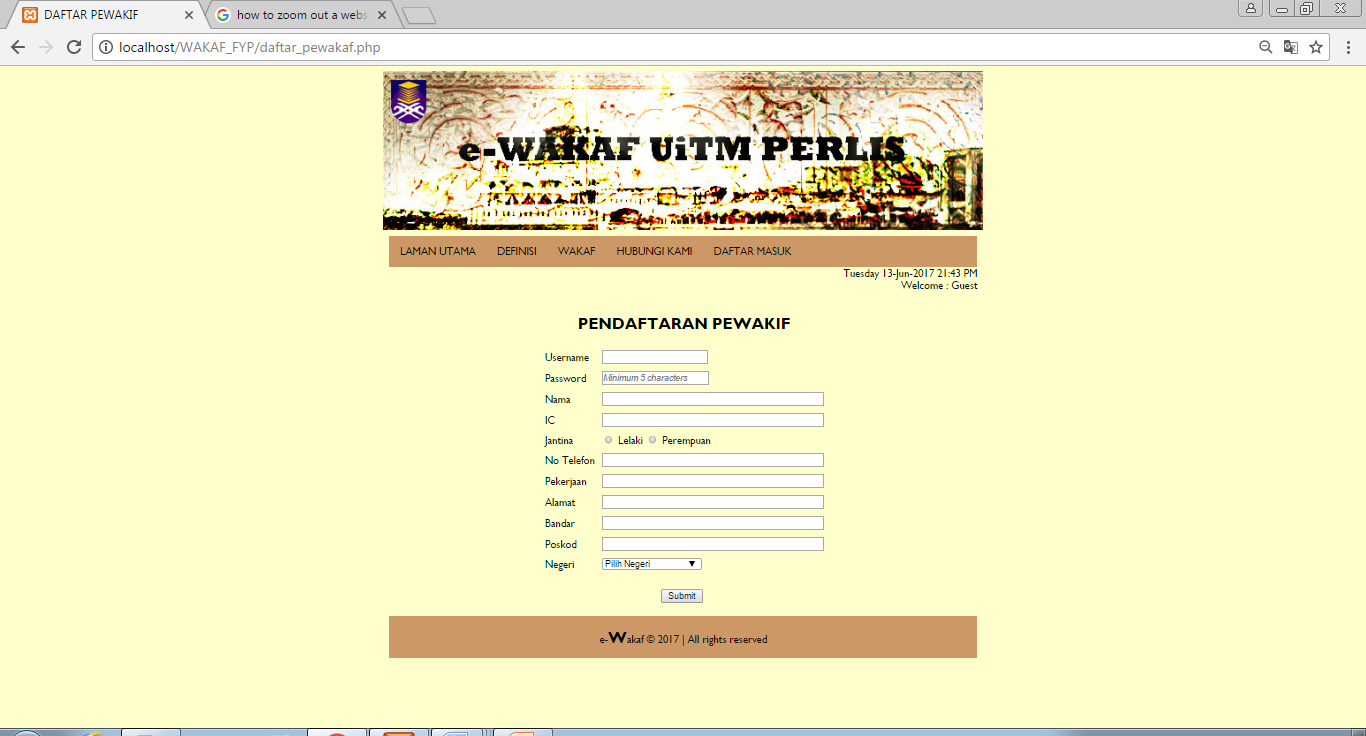 DAFTAR PEWAKIF
how to zoom out a webs
localhost/WAKAF_FYP/daftar_pewakaf.php
e-WAKAF UiTM PERLIS
LAMAN UTAMA DEFINISI WAKAF HUBUNGI KAMI DAFTAR MASUK
Tuesday 13-Jun-2017 21:43 PM
Welcome : Guest
PENDAFTARAN PEWAKIF
Username
Password Minimum 5 characters
Nama
IC
Jantina Lelaki Perempuan
No Telefon
Pekerjaan
Alamat
Bandar
Poskod
Negeri Pilih Negeri
Submit
e-Wakaf © 2017 | All rights reserved